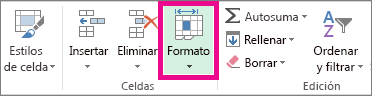 Estilos
de celda
Insertar
Eliminar
Formato
Celdas
Autosuma
Rellenar
Borrar
Ordenar
y filtrar
Edición